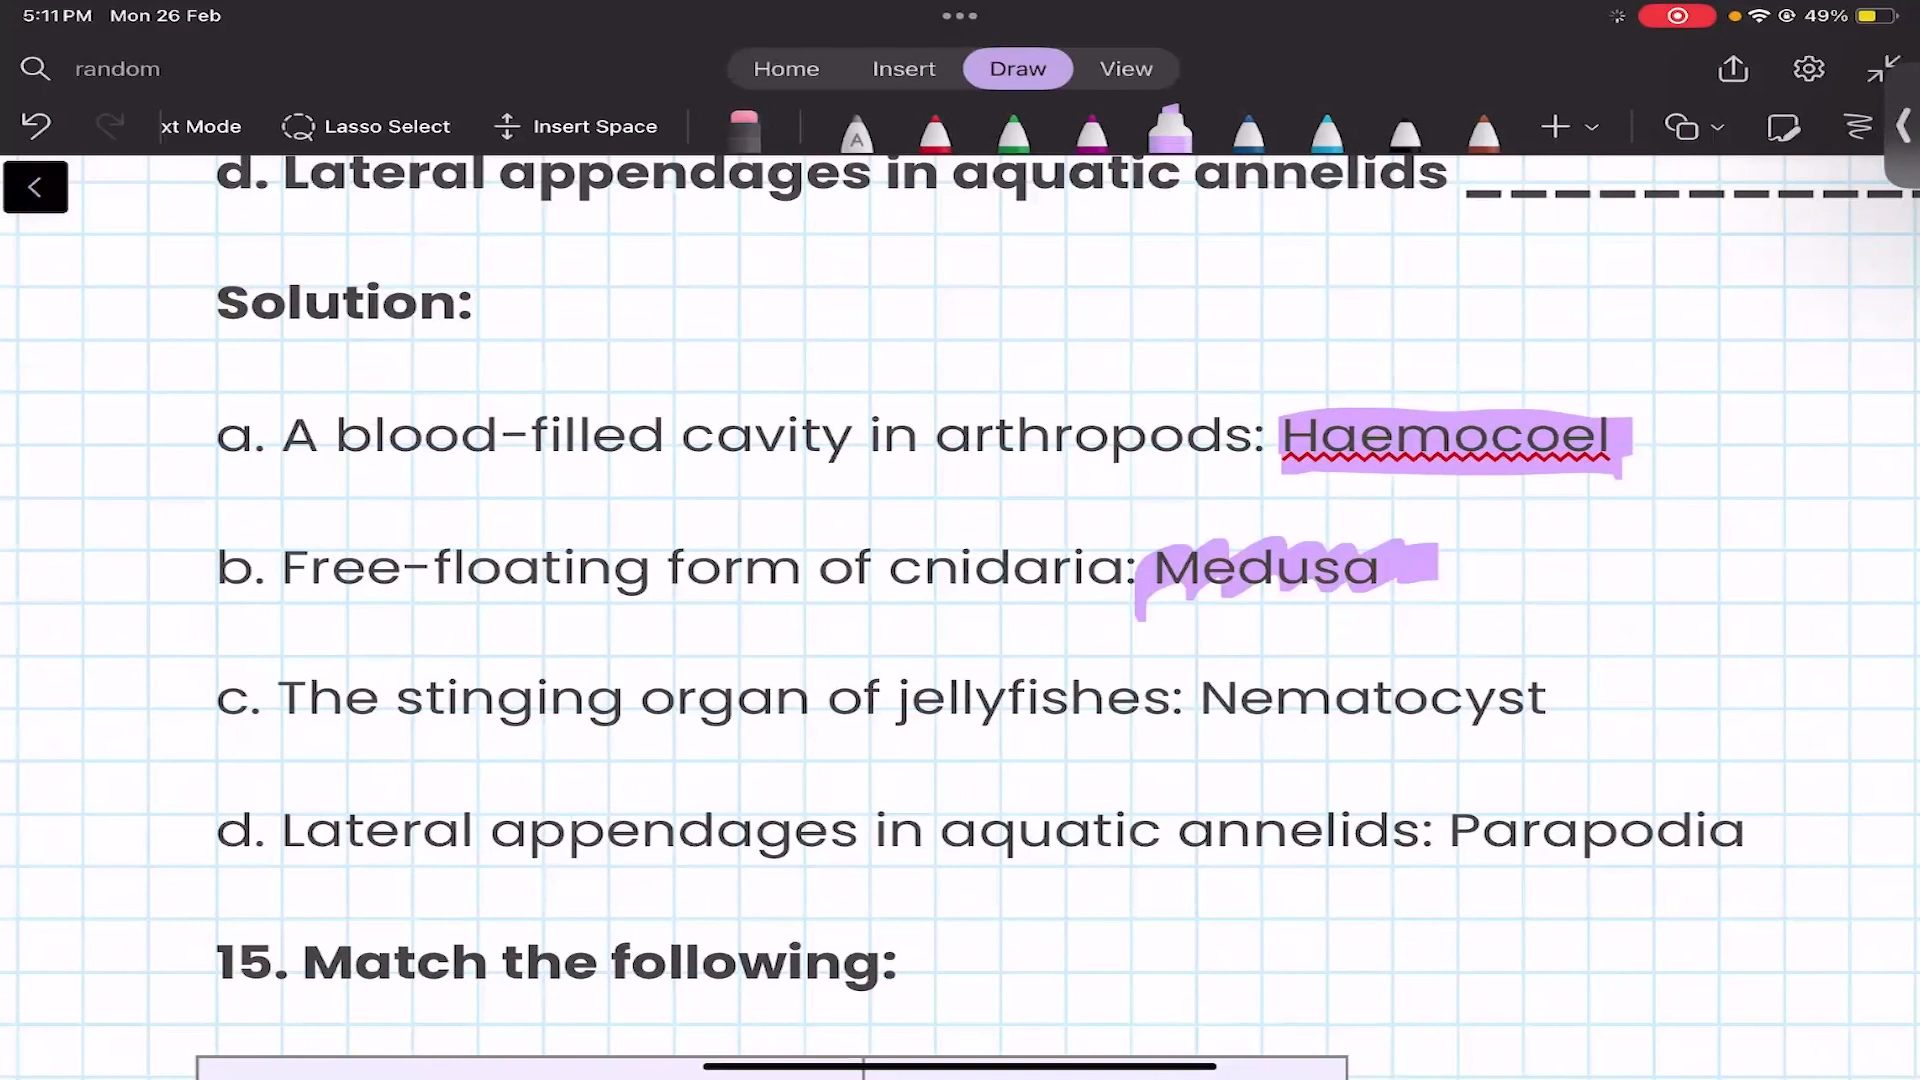 5:11 PM Mon 26 Feb
49%
random
Home Insert Draw View
xt Mode Lasso Select Insert Space
A
d. Lateral appendages in aquatic annelids _ _ _ _ _ _ _ _ _ _ _
Solution:
a. A blood-filled cavity in arthropods: Haemocoel
b. Free-floating form of cnidaria: Medusa
c. The stinging organ of jellyfishes: Nematocyst
d. Lateral appendages in aquatic annelids: Parapodia
15. Match the following: